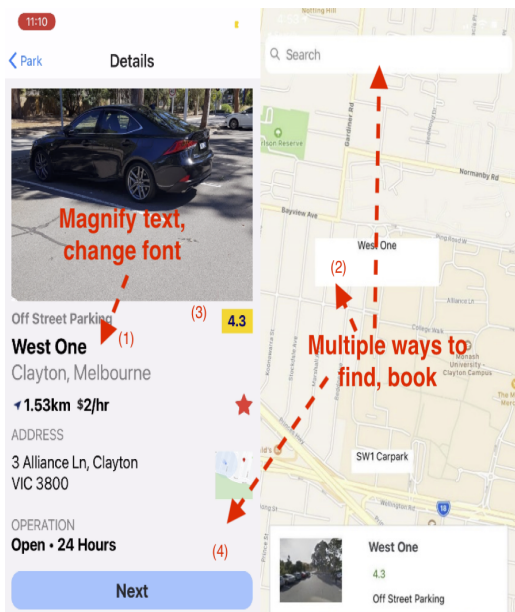 11:10
Park
Details
Magnify text,
change font
Off Street Parking
(3)
4.3
(1)
West One
Clayton, Melbourne
1.53km $2/hr
ADDRESS
3 Alliance Ln, Clayton
VIC 3800
OPERATION
Open • 24 Hours
(4)
Next
Notting Hill
Search
Gardiner Rd
Normanby Rd
Bayview Ave
West One
(2)
Alliance Ln
College Walk
Multiple ways to
find, book
Monash
University
Clayton Campus
SW1 Carpark
Wellington Rd
West One
4.3
Off Street Parking